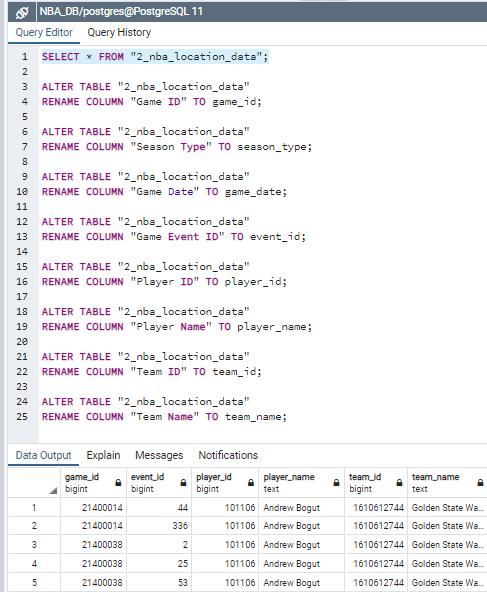 NBA_DB/postgres@PostgreSQL 11
Query Editor Query History
1 SELECT * FROM "2_nba_location_data";
2
3 ALTER TABLE "2_nba_location_data"
4 RENAME COLUMN "Game ID" TO game_id;
5
6 ALTER TABLE "2_nba_location_data"
7 RENAME COLUMN "Season Type" TO season_type;
8
9 ALTER TABLE "2_nba_location_data"
10 RENAME COLUMN "Game Date" TO game_date;
11
12 ALTER TABLE "2_nba_location_data"
13 RENAME COLUMN "Game Event ID" TO event_id;
14
15 ALTER TABLE "2_nba_location_data"
16 RENAME COLUMN "Player ID" TO player_id;
17
18 ALTER TABLE "2_nba_location_data"
19 RENAME COLUMN "Player Name" TO player_name;
20
21 ALTER TABLE "2_nba_location_data"
22 RENAME COLUMN "Team ID" TO team_id;
23
24 ALTER TABLE "2_nba_location_data"
25 RENAME COLUMN "Team Name" TO team_name;
Data Output Explain Messages Notifications
game_id event_id player_id player_name team_id team_name
bigint bigint bigint text bigint text
1 21400014 44 101106 Andrew Bogut 1610612744 Golden State Wa...
2 21400014 336 101106 Andrew Bogut 1610612744 Golden State Wa...
3 21400038 2 101106 Andrew Bogut 1610612744 Golden State Wa...
4 21400038 25 101106 Andrew Bogut 1610612744 Golden State Wa...
5 21400038 53 101106 Andrew Bogut 1610612744 Golden State Wa...